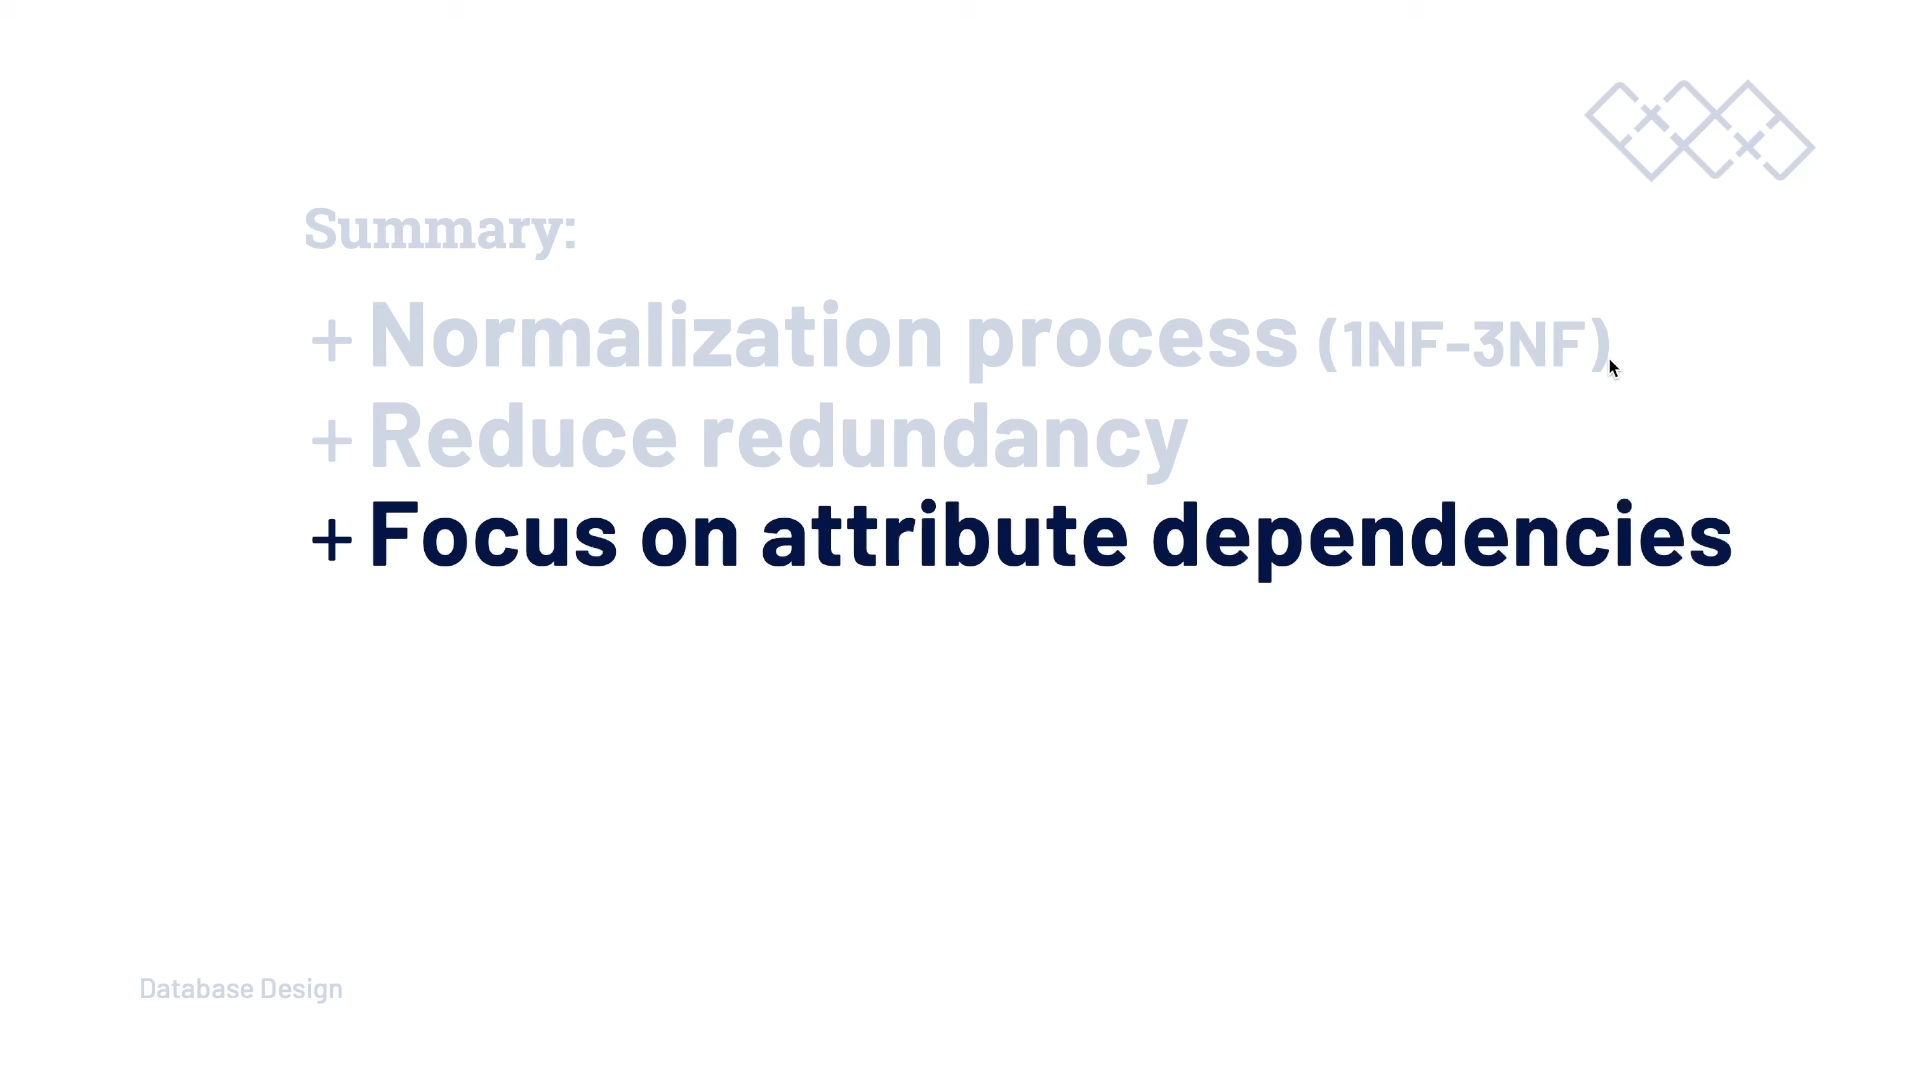 Summary:
+ Normalization process (1NF-3NF)
+ Reduce redundancy
+ Focus on attribute dependencies
Database Design